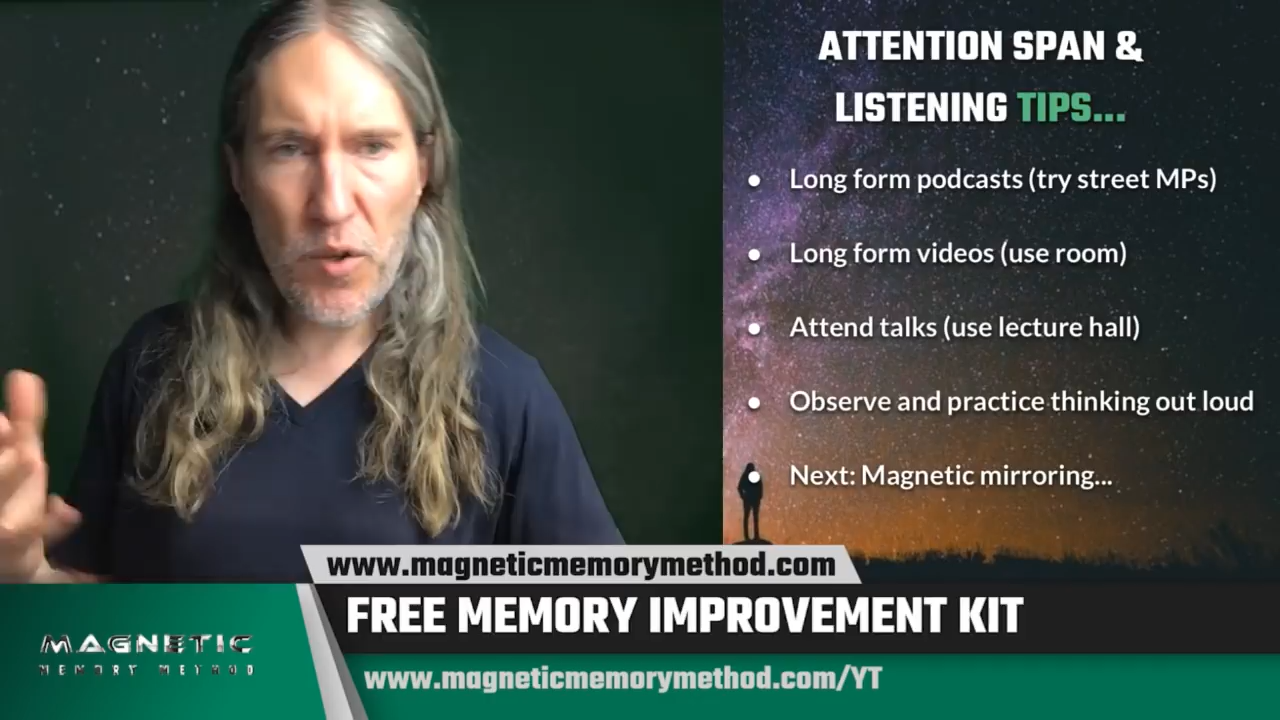 ATTENTION SPAN &
LISTENING TIPS...
• Long form podcasts (try street MPs)
• Long form videos (use room)
• Attend talks (use lecture hall)
• Observe and practice thinking out loud
• Next: Magnetic mirroring...
www.magneticmemorymethod.com
FREE MEMORY IMPROVEMENT KIT
MAGNETIC
MEMORY METHOD
www.magneticmemorymethod.com/YT